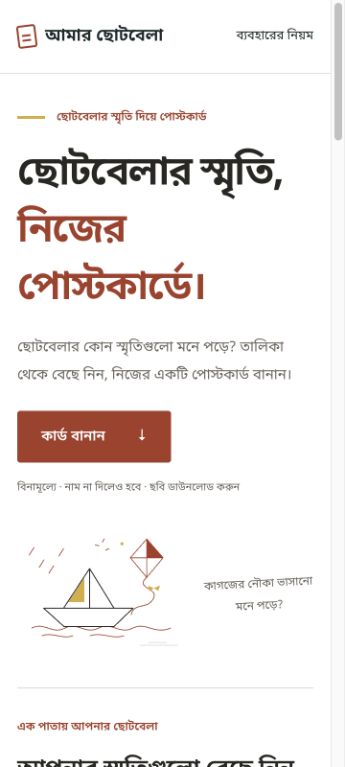 আমার ছোটবেলা
ব্যবহারের নিয়ম
ছোটবেলার স্মৃতি দিয়ে পোস্টকার্ড
ছোটবেলার স্মৃতি,
নিজের
পোস্টকার্ডে।
ছোটবেলার কোন স্মৃতিগুলো মনে পড়ে? তালিকা
থেকে বেছে নিন, নিজের একটি পোস্টকার্ড বানান।
কার্ড বানান ↓
বিনামূল্যে · নাম না দিলেও হবে · ছবি ডাউনলোড করুন
কাগজের নৌকা ভাসানো
মনে পড়ে?
এক পাতায় আপনার ছোটবেলা
আপনার স্মৃতিগুলো বেছে নিন